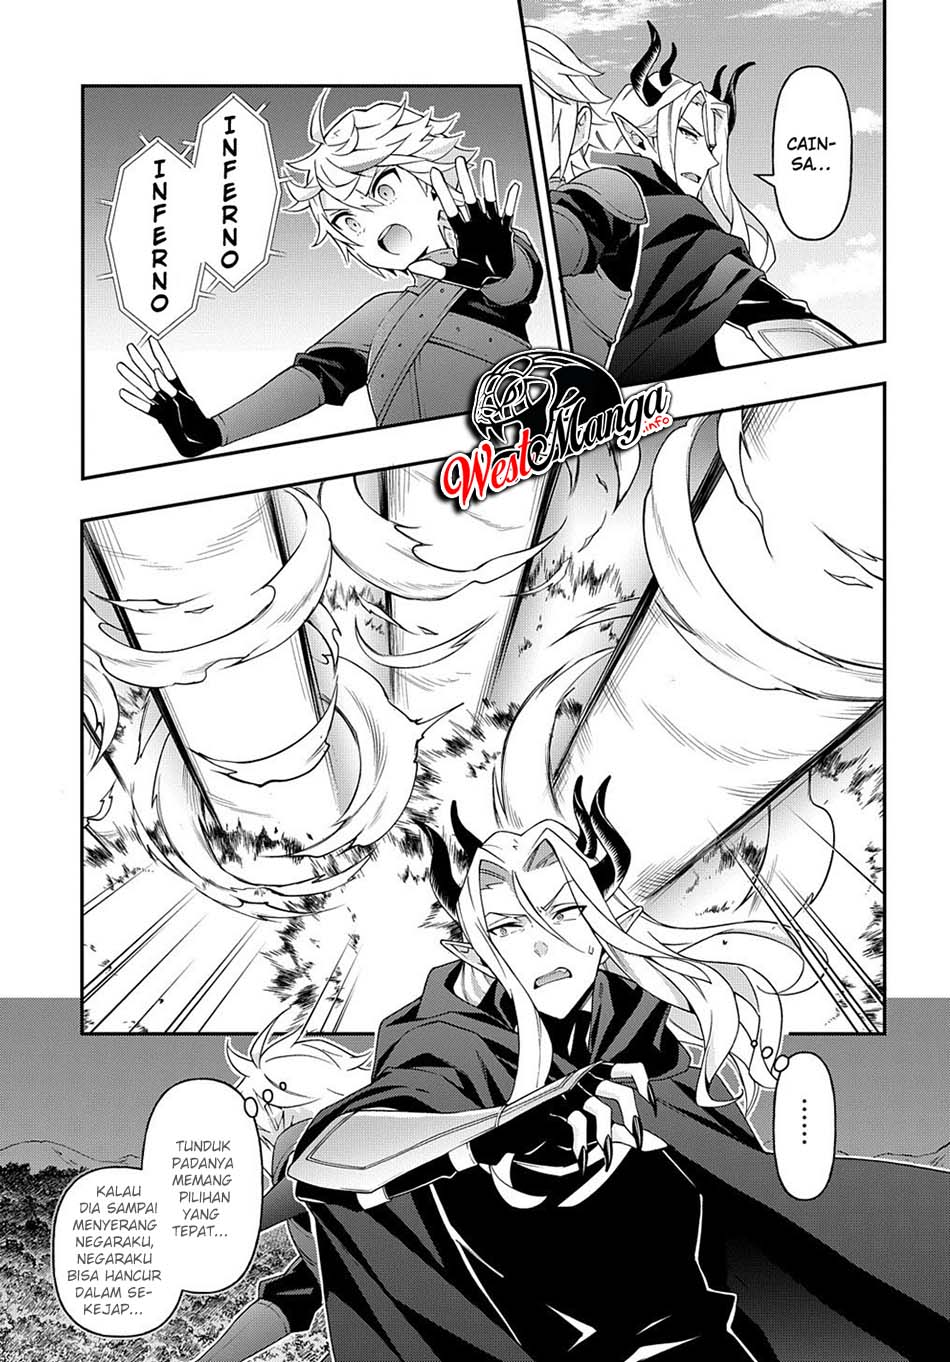 CAIN-
SA...
INFERNO
INFERNO
WestManga
.info
.......
TUNDUK
PADANYA
MEMANG
PILIHAN
YANG
TEPAT...
KALAU
DIA SAMPAI
MENYERANG
NEGARAKU,
NEGARAKU
BISA HANCUR
DALAM SE-
KEJAP...